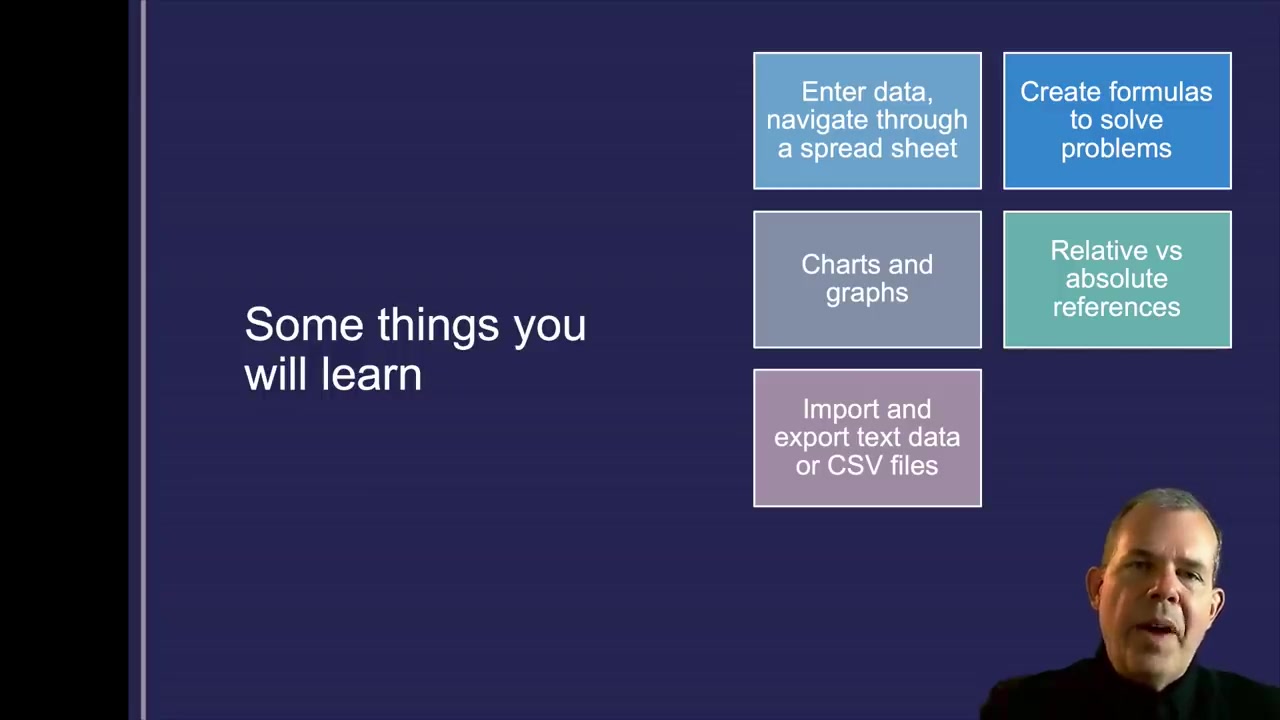 Some things you
will learn
Enter data,
navigate through
a spread sheet
Create formulas
to solve
problems
Charts and
graphs
Relative vs
absolute
references
Import and
export text data
or CSV files